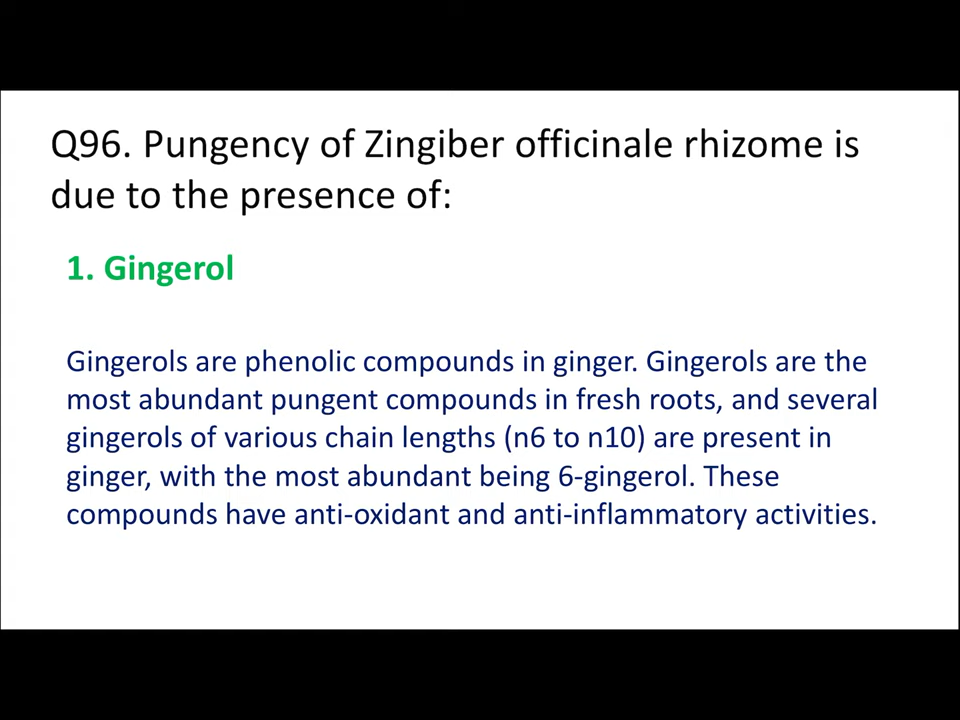 Q96. Pungency of Zingiber officinale rhizome is
due to the presence of:
1. Gingerol
Gingerols are phenolic compounds in ginger. Gingerols are the
most abundant pungent compounds in fresh roots, and several
gingerols of various chain lengths (n6 to n10) are present in
ginger, with the most abundant being 6-gingerol. These
compounds have anti-oxidant and anti-inflammatory activities.